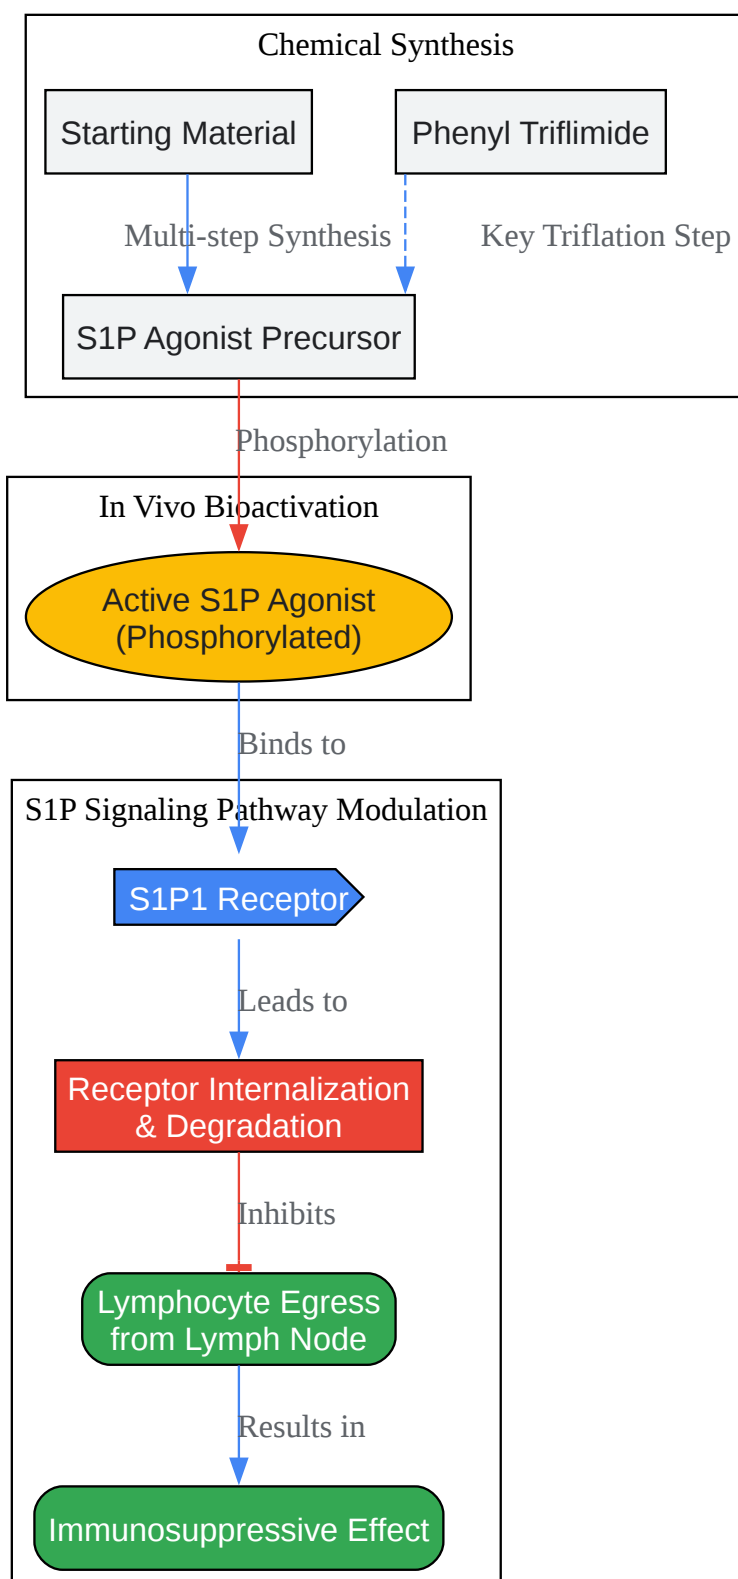 Chemical Synthesis
Starting Material
Phenyl Triflimide
Multi-step Synthesis
Key Triflation Step
S1P Agonist Precursor
Phosphorylation
In Vivo Bioactivation
Active S1P Agonist
(Phosphorylated)
Binds to
S1P Signaling Pathway Modulation
S1P1 Receptor
Leads to
Receptor Internalization
& Degradation
Inhibits
Lymphocyte Egress
from Lymph Node
Results in
Immunosuppressive Effect